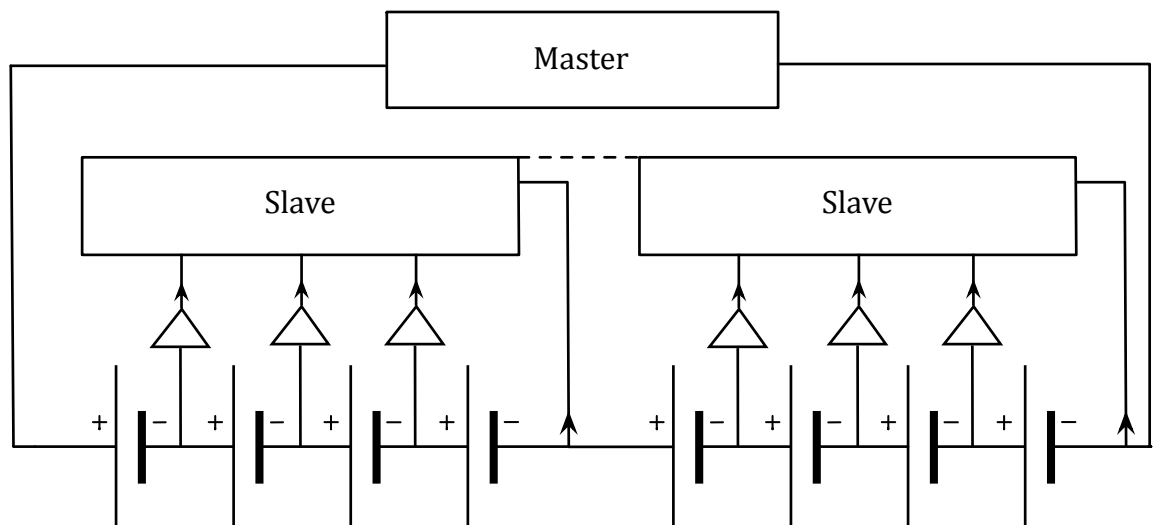 Master
Slave Slave
+ − + − + − + − + − + − + − + −